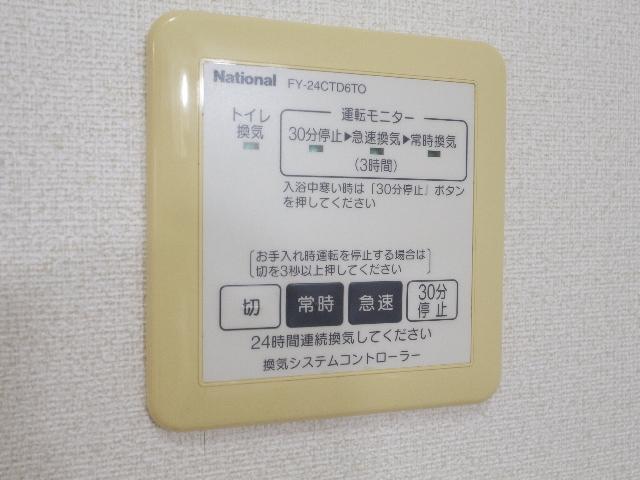 National FY-24CTD6TO
トイレ
換気
運転モニター
30分停止▶急速換気▶常時換気
(3時間)
入浴中寒い時は「30分停止」ボタン
を押してください
お手入れ時運転を停止する場合は
切を3秒以上押してください
切 常時 急速 30分
停止
24時間連続換気してください
換気システムコントローラー